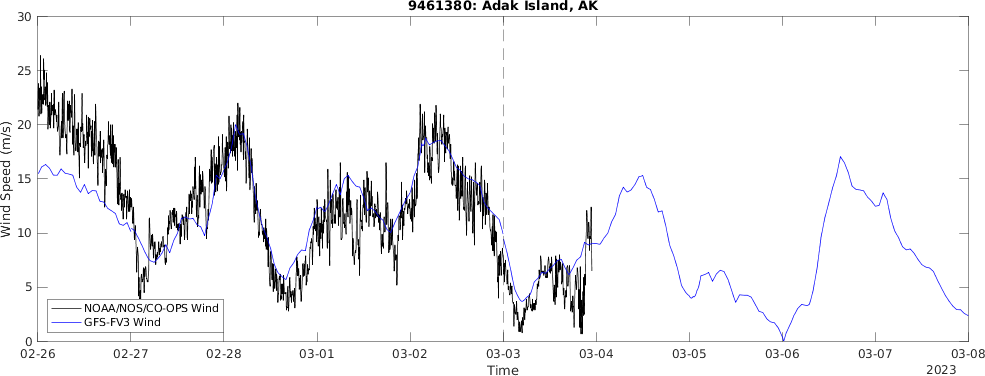 9461380: Adak Island, AK
Wind Speed (m/s)
30
25
20
15
10
5
0
NOAA/NOS/CO-OPS Wind
GFS-FV3 Wind
02-26 02-27 02-28 03-01 03-02 03-03 03-04 03-05 03-06 03-07 03-08
Time
2023